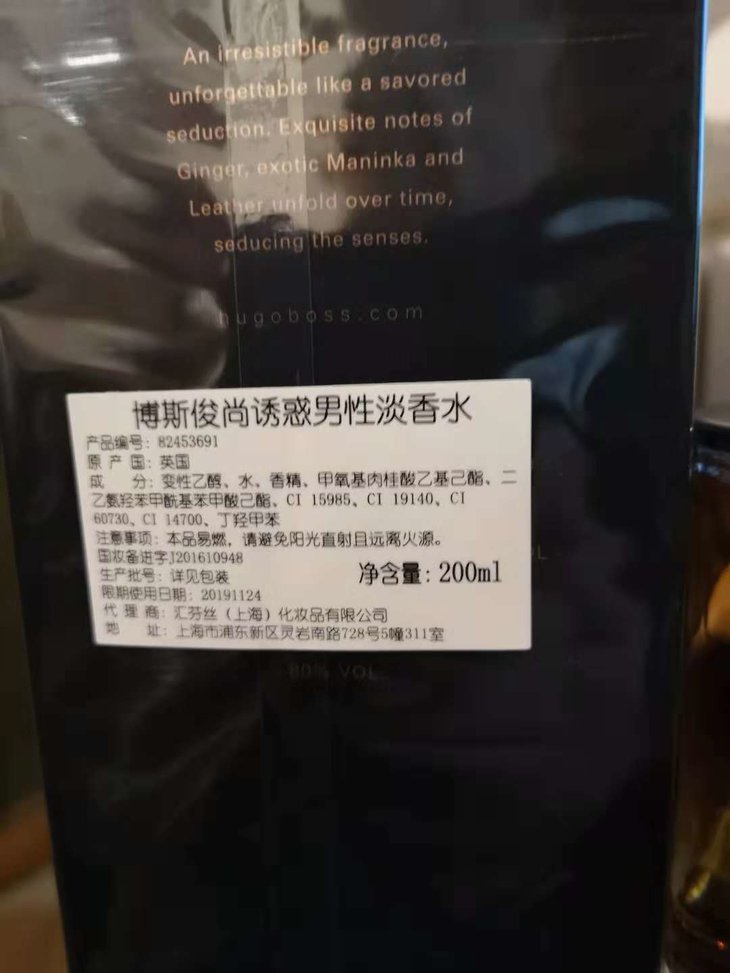 An irresistible fragrance,
unforgettable like a savored
seduction. Exquisite notes of
Ginger, exotic Maninka and
Leather unfold over time,
seducing the senses.
hugoboss.com
博斯俊尚诱惑男性淡香水
产品编号: 82453691
原 产 国: 英国
成 分: 变性乙醇、水、香精、甲氧基肉桂酸乙基己酯、二
乙氨羟苯甲酰基苯甲酸己酯、CI 15985、CI 19140、CI
60730、CI 14700、丁羟甲苯
注意事项: 本品易燃, 请避免阳光直射且远离火源。
国妆备进字J201610948
生产批号: 详见包装 净含量: 200ml
限期使用日期: 20191124
代 理 商: 汇芬丝（上海）化妆品有限公司
地 址: 上海市浦东新区灵岩南路728号5幢311室
80% VOL